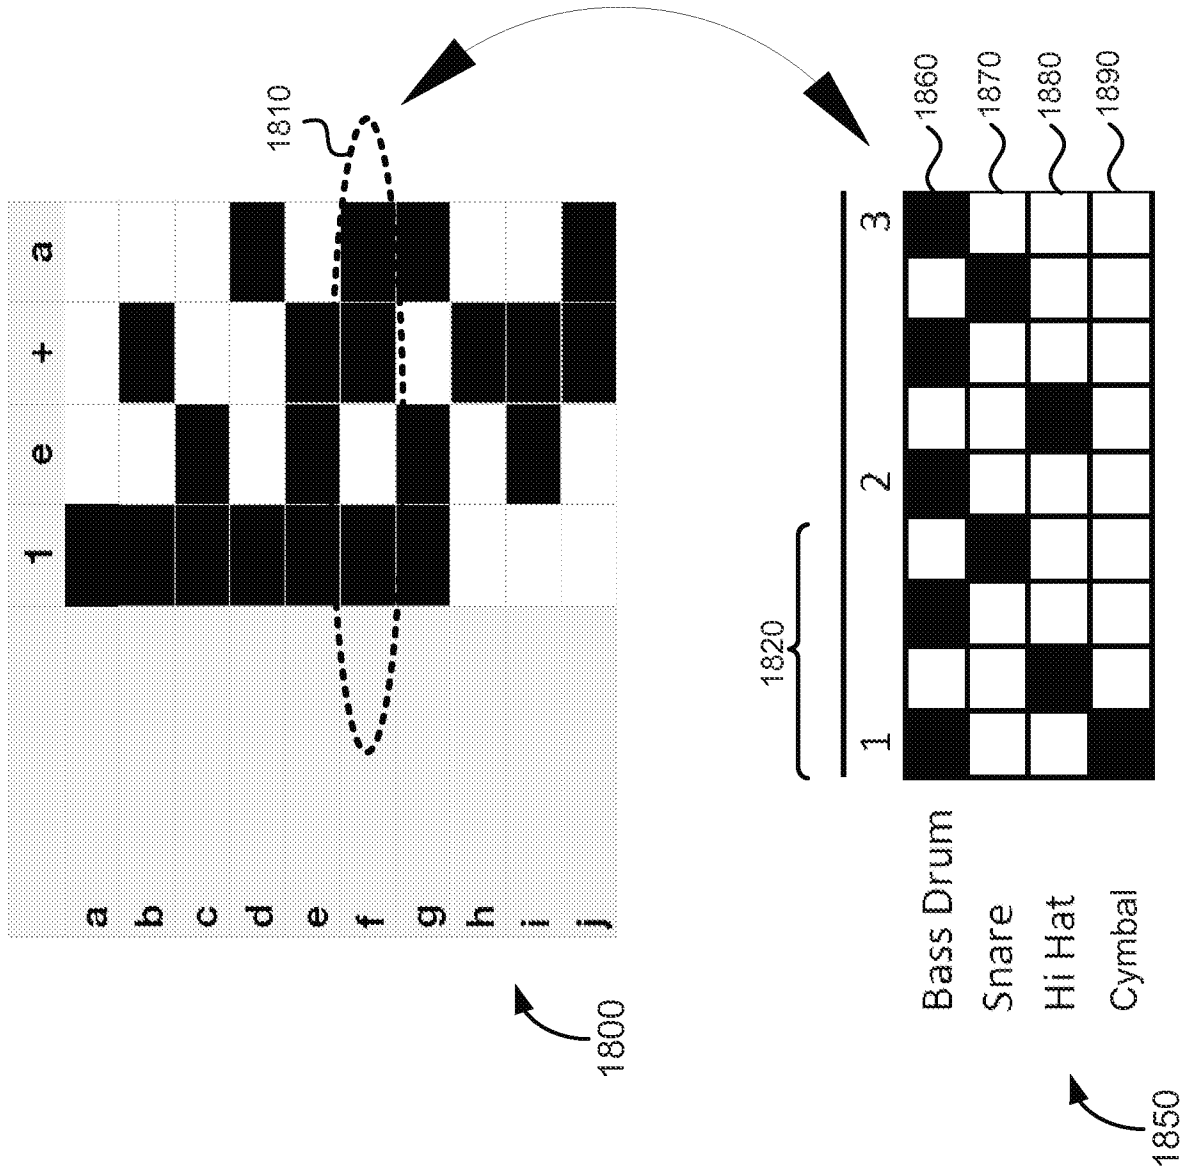 1800
1 e + a
a
b
c
d
e
f
g
h
i
j
1810
1850
1820
1 2 3
Bass Drum 1860
Snare 1870
Hi Hat 1880
Cymbal 1890